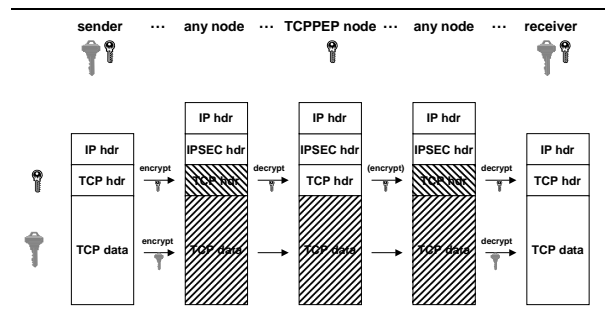 sender ... any node ... TCPPEP node ... any node ... receiver
IP hdr IP hdr IP hdr
IP hdr IPSEC hdr IPSEC hdr IPSEC hdr IP hdr
encrypt decrypt (encrypt) decrypt
TCP hdr TCP hdr TCP hdr TCP hdr TCP hdr
encrypt decrypt
TCP data TCP data TCP data TCP data TCP data